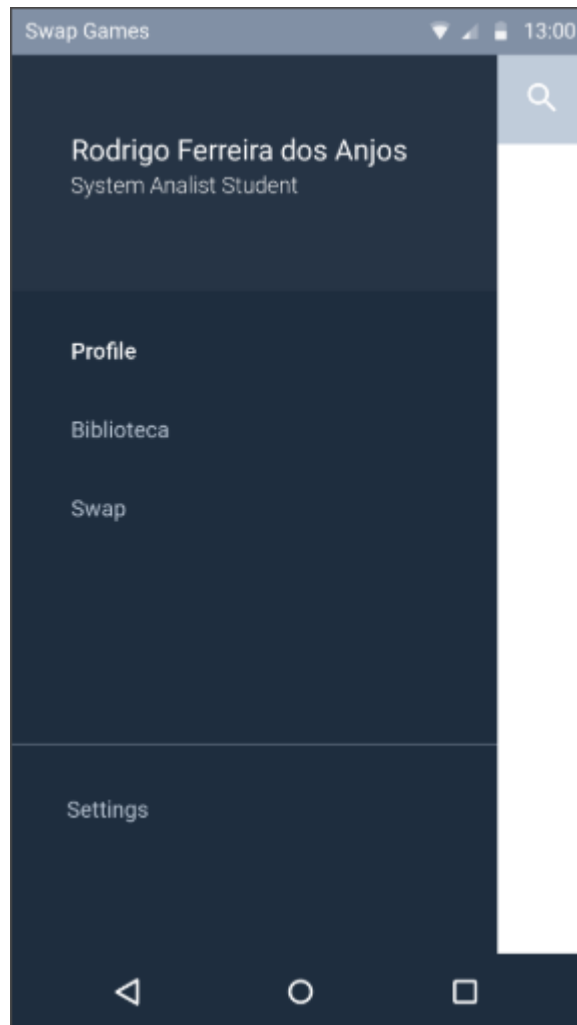 Swap Games 13:00
Rodrigo Ferreira dos Anjos
System Analist Student
Profile
Biblioteca
Swap
Settings